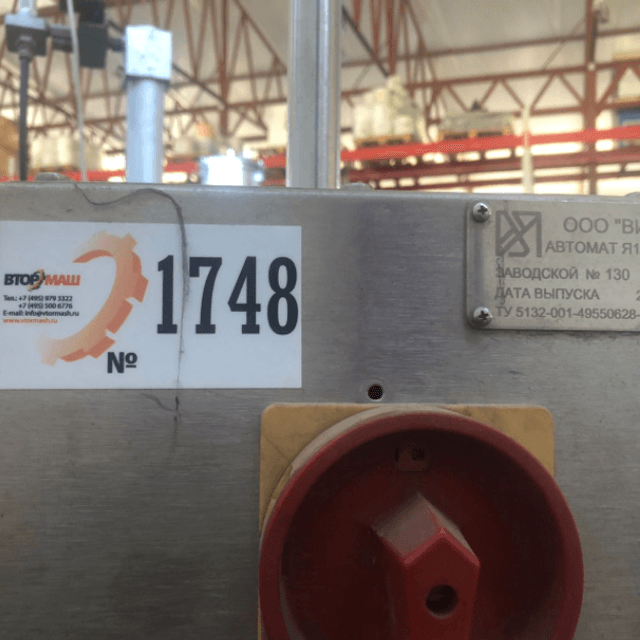 ВТОРМАШ
Тел.: +7 (495) 979 3322
+7 (495) 500 6776
E-mail: info@vtormash.ru
www.vtormash.ru
№ 1748
ООО "ВИ
АВТОМАТ Я1
ЗАВОДСКОЙ № 130
ДАТА ВЫПУСКА 2
ТУ 5132-001-49550628-